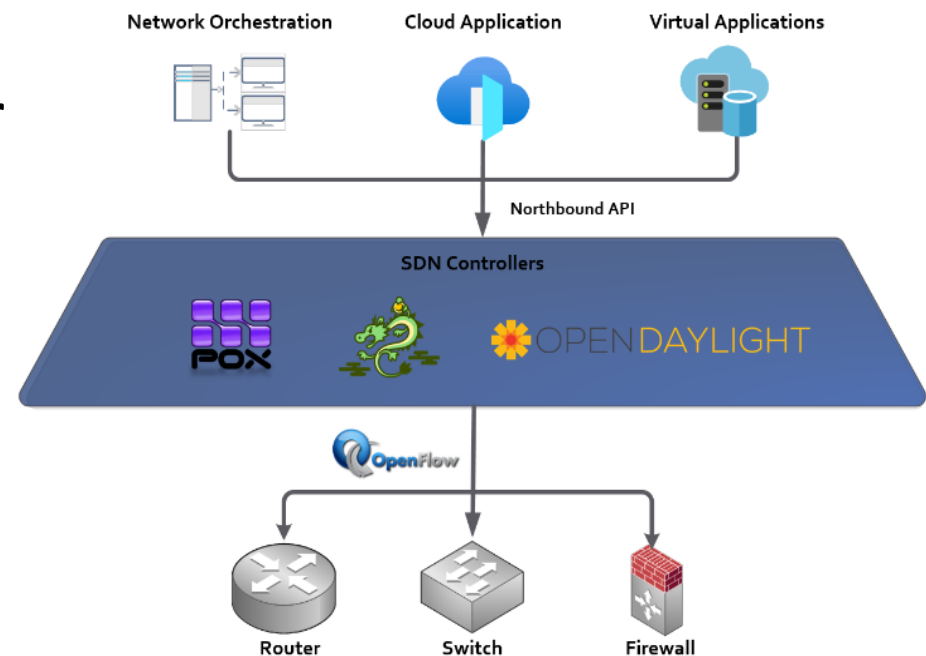 Network Orchestration
Cloud Application
Virtual Applications
Northbound API
SDN Controllers
POX
OPENDAYLIGHT
OpenFlow
Router
Switch
Firewall